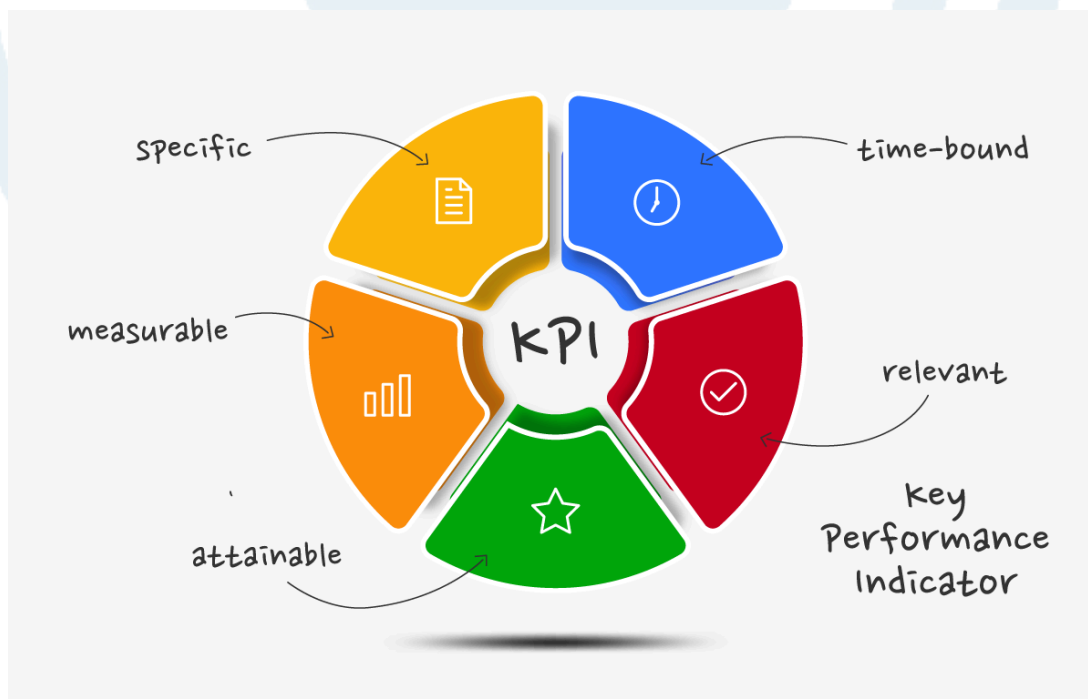 specific
time-bound
measurable
KPI
relevant
attainable
Key
Performance
Indicator